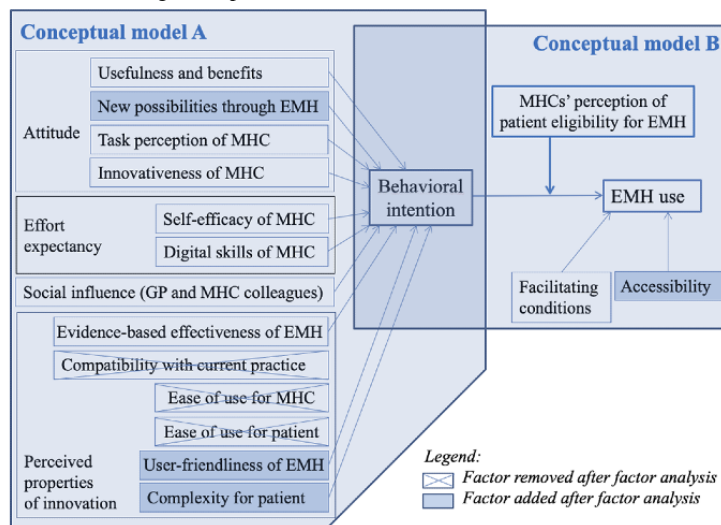 Conceptual model A
Conceptual model B
Usefulness and benefits
New possibilities through EMH
Attitude
Task perception of MHC
Innovativeness of MHC
MHCs' perception of
patient eligibility for EMH
Behavioral
intention
EMH use
Effort
expectancy
Self-efficacy of MHC
Digital skills of MHC
Social influence (GP and MHC colleagues)
Facilitating
conditions
Accessibility
Evidence-based effectiveness of EMH
Compatibility with current practice
Ease of use for MHC
Ease of use for patient
Perceived
properties
of innovation
User-friendliness of EMH
Complexity for patient
Legend:
Factor removed after factor analysis
Factor added after factor analysis